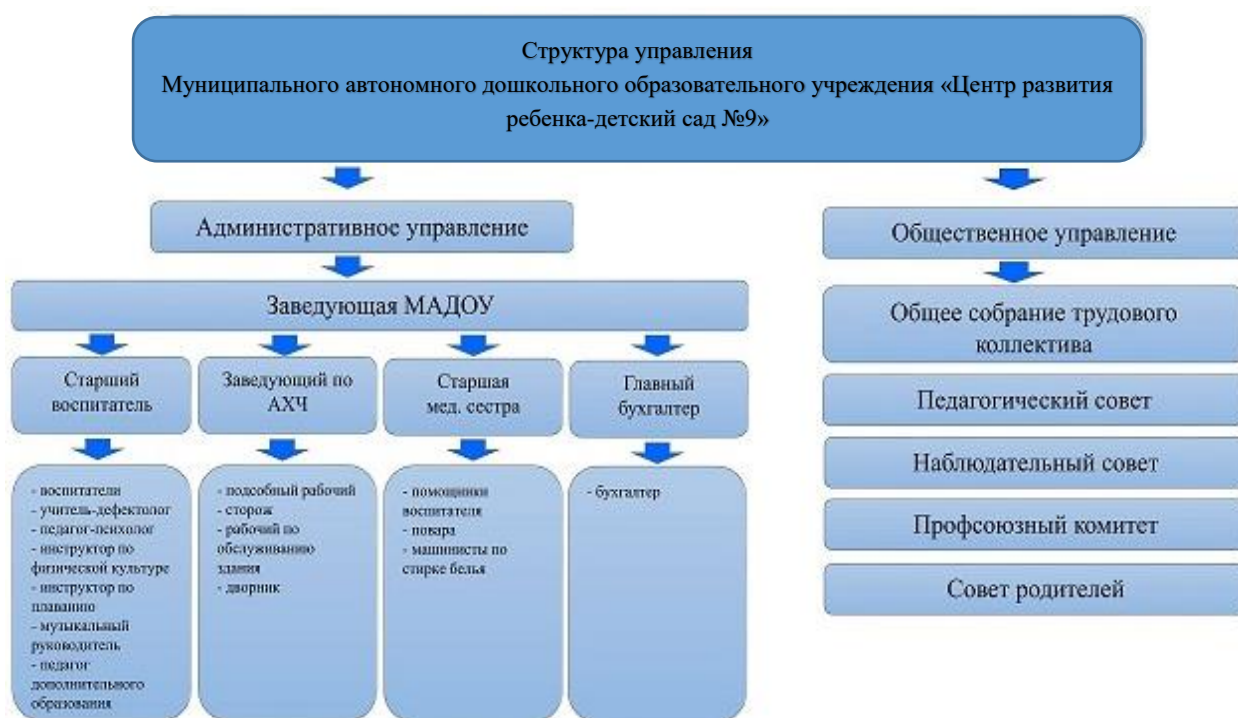 Структура управления
Муниципального автономного дошкольного образовательного учреждения «Центр развития
ребенка-детский сад №9»
Административное управление
Заведующая МАДОУ
Старший
воспитатель
Заведующий по
АХЧ
Старшая
мед. сестра
Главный
бухгалтер
- воспитатели
- учитель-дефектолог
- педагог-психолог
- инструктор по
физической культуре
- инструктор по
плаванию
- музыкальный
руководитель
- педагог
дополнительного
образования
- подсобный рабочий
- сторож
- рабочий по
обслуживанию
здания
- дворник
- помощники
воспитателя
- повара
- машинисты по
стирке белья
- бухгалтер
Общественное управление
Общее собрание трудового
коллектива
Педагогический совет
Наблюдательный совет
Профсоюзный комитет
Совет родителей